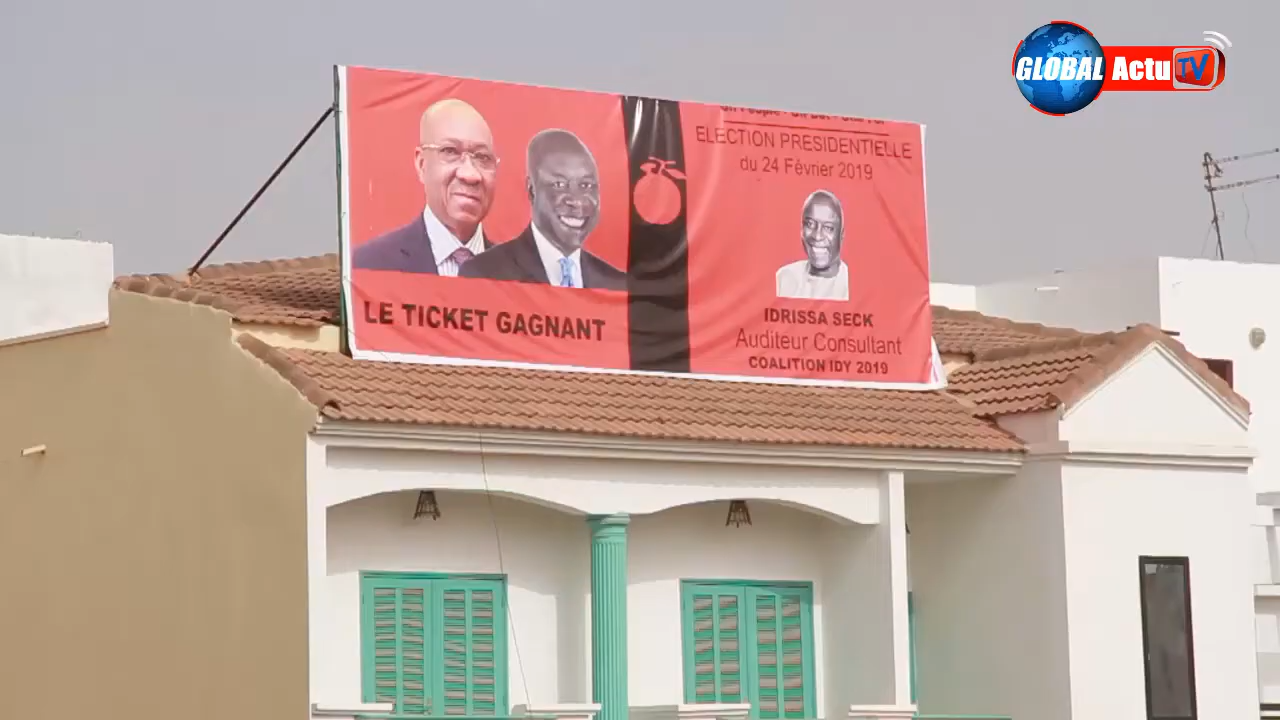 GLOBAL Actu TV
ELECTION PRESIDENTIELLE
du 24 Février 2019
LE TICKET GAGNANT
IDRISSA SECK
Auditeur Consultant
COALITION IDY 2019